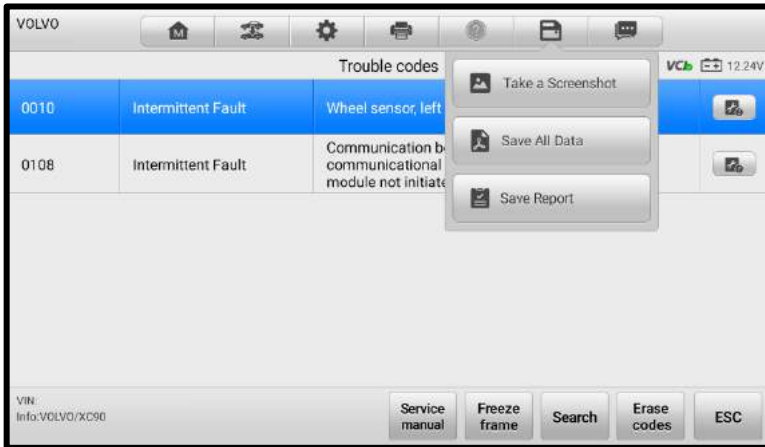 VOLVO
M
Trouble codes
VCI
12.24V
Take a Screenshot
0010
Intermittent Fault
Wheel sensor, left
Save All Data
0108
Intermittent Fault
Communication b
communicational
module not initiate
Save Report
VIN:
Info:VOLVO/XC90
Service
manual
Freeze
frame
Search
Erase
codes
ESC